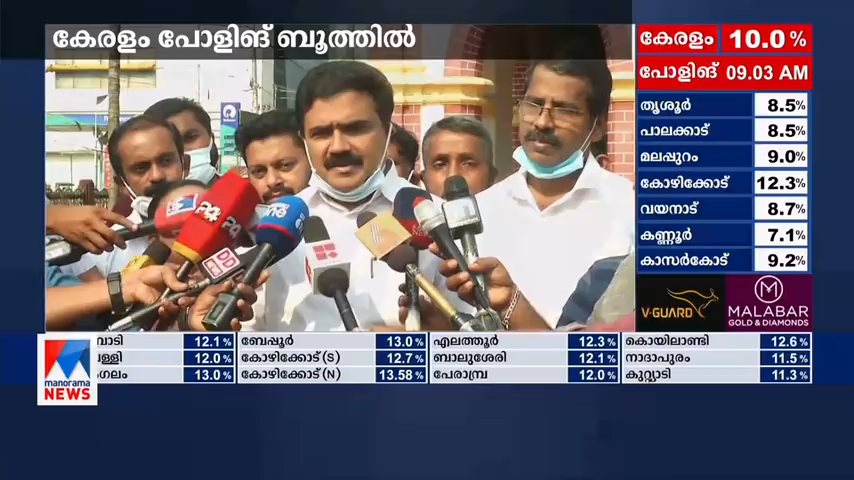 കേരളം പോളിങ് ബൂത്തിൽ
കേരളം 10.0%
പോളിങ് 09.03 AM
തൃശൂർ 8.5%
പാലക്കാട് 8.5%
മലപ്പുറം 9.0%
കോഴിക്കോട് 12.3%
വയനാട് 8.7%
കണ്ണൂർ 7.1%
കാസർകോട് 9.2%
V-GUARD
MALABAR
GOLD & DIAMONDS
24 24
DD
12.1% ബേപ്പൂർ 13.0% എലത്തൂർ 12.3% കൊയിലാണ്ടി 12.6%
12.0% കോഴിക്കോട് (S) 12.7% ബാലുശേരി 12.1% നാദാപുരം 11.5%
13.0% കോഴിക്കോട് (N) 13.58% പേരാമ്പ്ര 12.0% കുറ്റ്യാടി 11.3%
manorama
NEWS